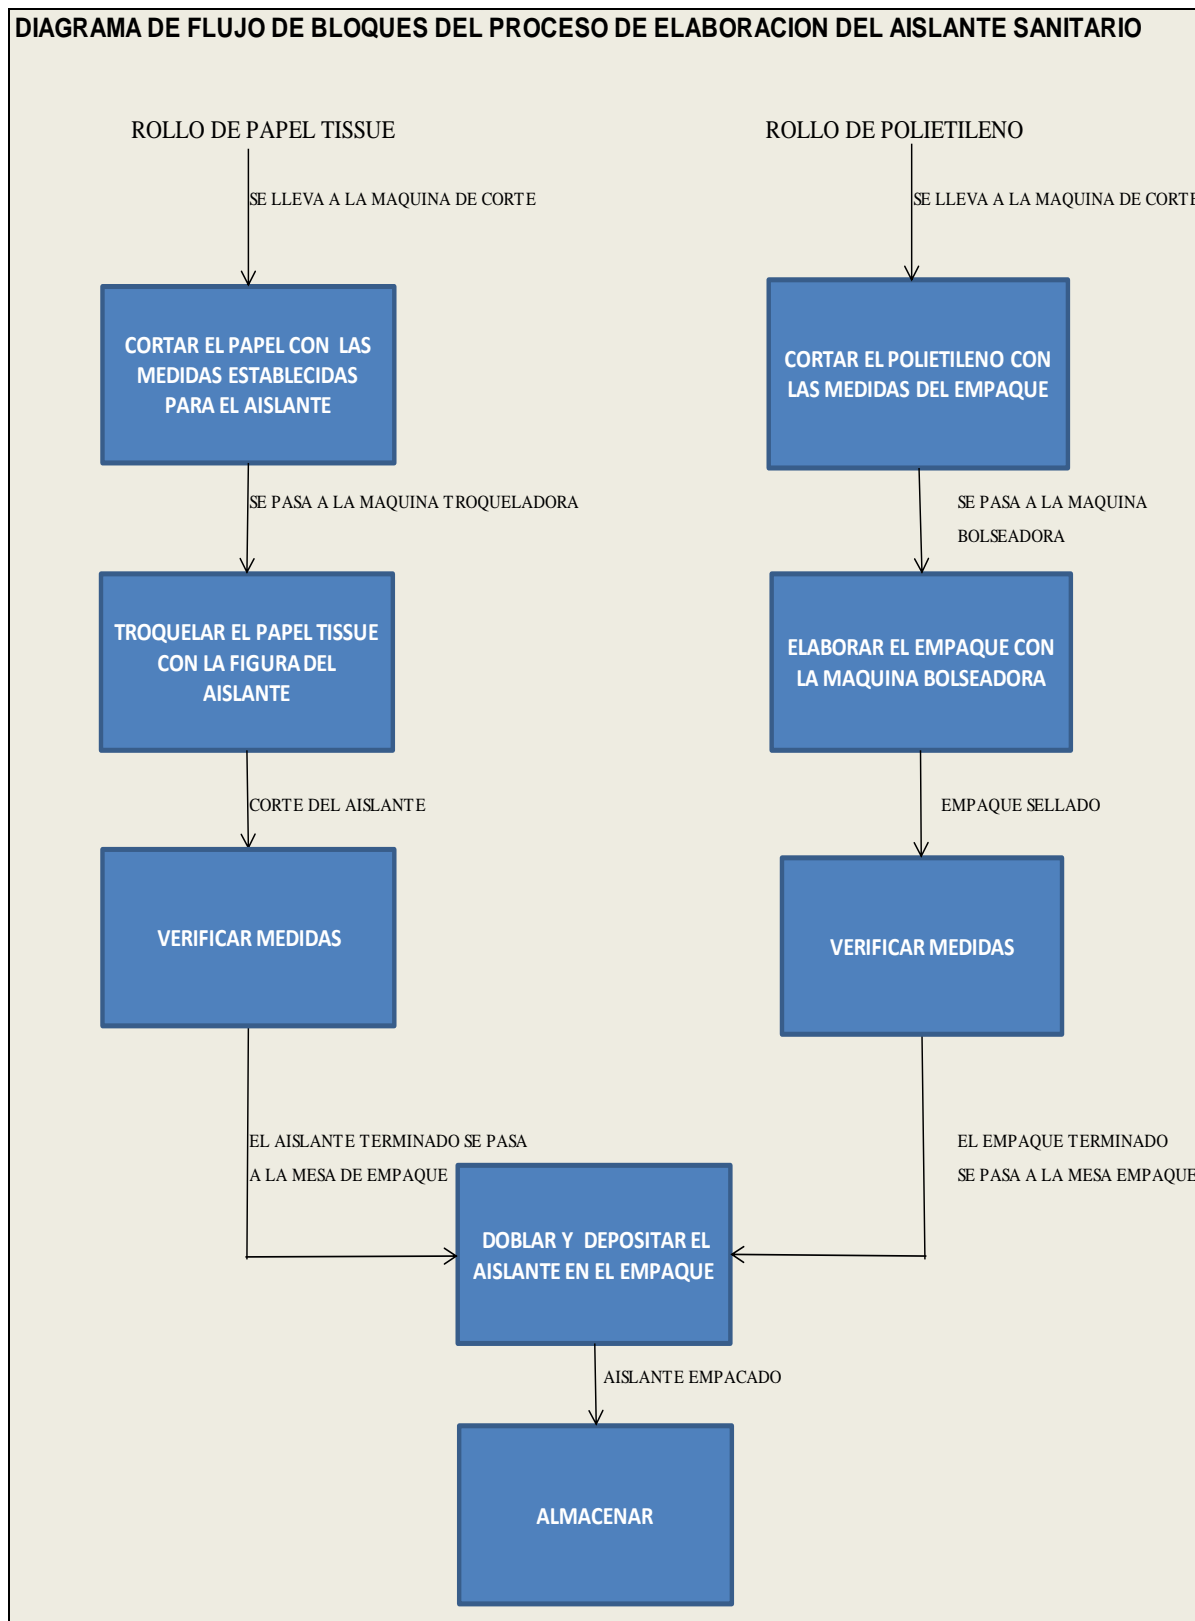 DIAGRAMA DE FLUJO DE BLOQUES DEL PROCESO DE ELABORACION DEL AISLANTE SANITARIO
ROLLO DE PAPEL TISSUE
ROLLO DE POLIETILENO
SE LLEVA A LA MAQUINA DE CORTE
SE LLEVA A LA MAQUINA DE CORTE
CORTAR EL PAPEL CON LAS
MEDIDAS ESTABLECIDAS
PARA EL AISLANTE
CORTAR EL POLIETILENO CON
LAS MEDIDAS DEL EMPAQUE
SE PASA A LA MAQUINA TROQUELADORA
SE PASA A LA MAQUINA
BOLSEADORA
TROQUELAR EL PAPEL TISSUE
CON LA FIGURA DEL
AISLANTE
ELABORAR EL EMPAQUE CON
LA MAQUINA BOLSEADORA
CORTE DEL AISLANTE
EMPAQUE SELLADO
VERIFICAR MEDIDAS
VERIFICAR MEDIDAS
EL AISLANTE TERMINADO SE PASA
A LA MESA DE EMPAQUE
EL EMPAQUE TERMINADO
SE PASA A LA MESA EMPAQUE
DOBLAR Y DEPOSITAR EL
AISLANTE EN EL EMPAQUE
AISLANTE EMPACADO
ALMACENAR